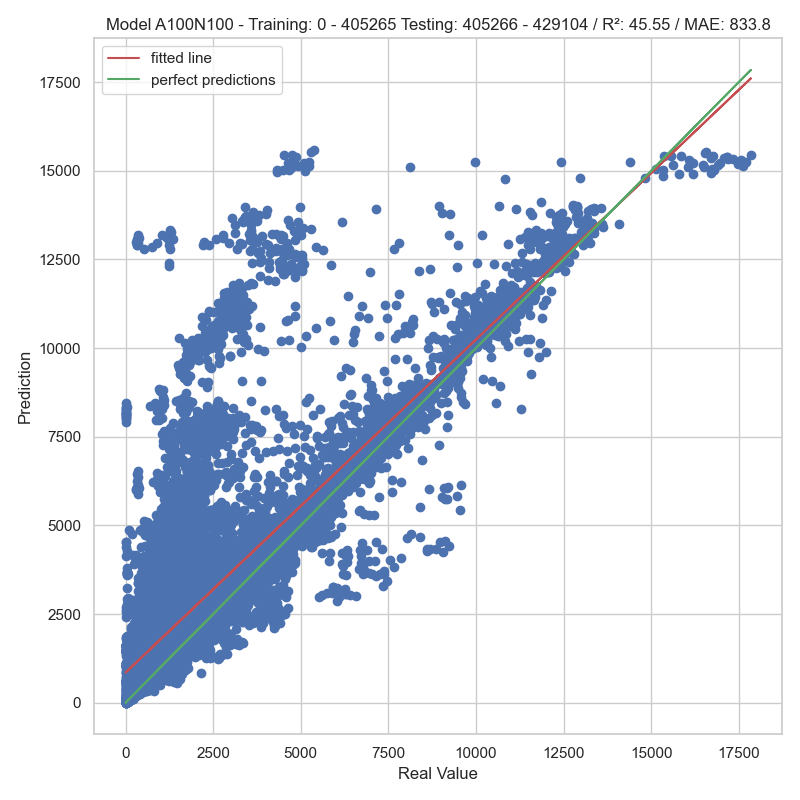 Model A100N100 - Training: 0 - 405265 Testing: 405266 - 429104 / R²: 45.55 / MAE: 833.8
fitted line
perfect predictions
17500
15000
12500
10000
7500
5000
2500
0
Prediction
0 2500 5000 7500 10000 12500 15000 17500
Real Value